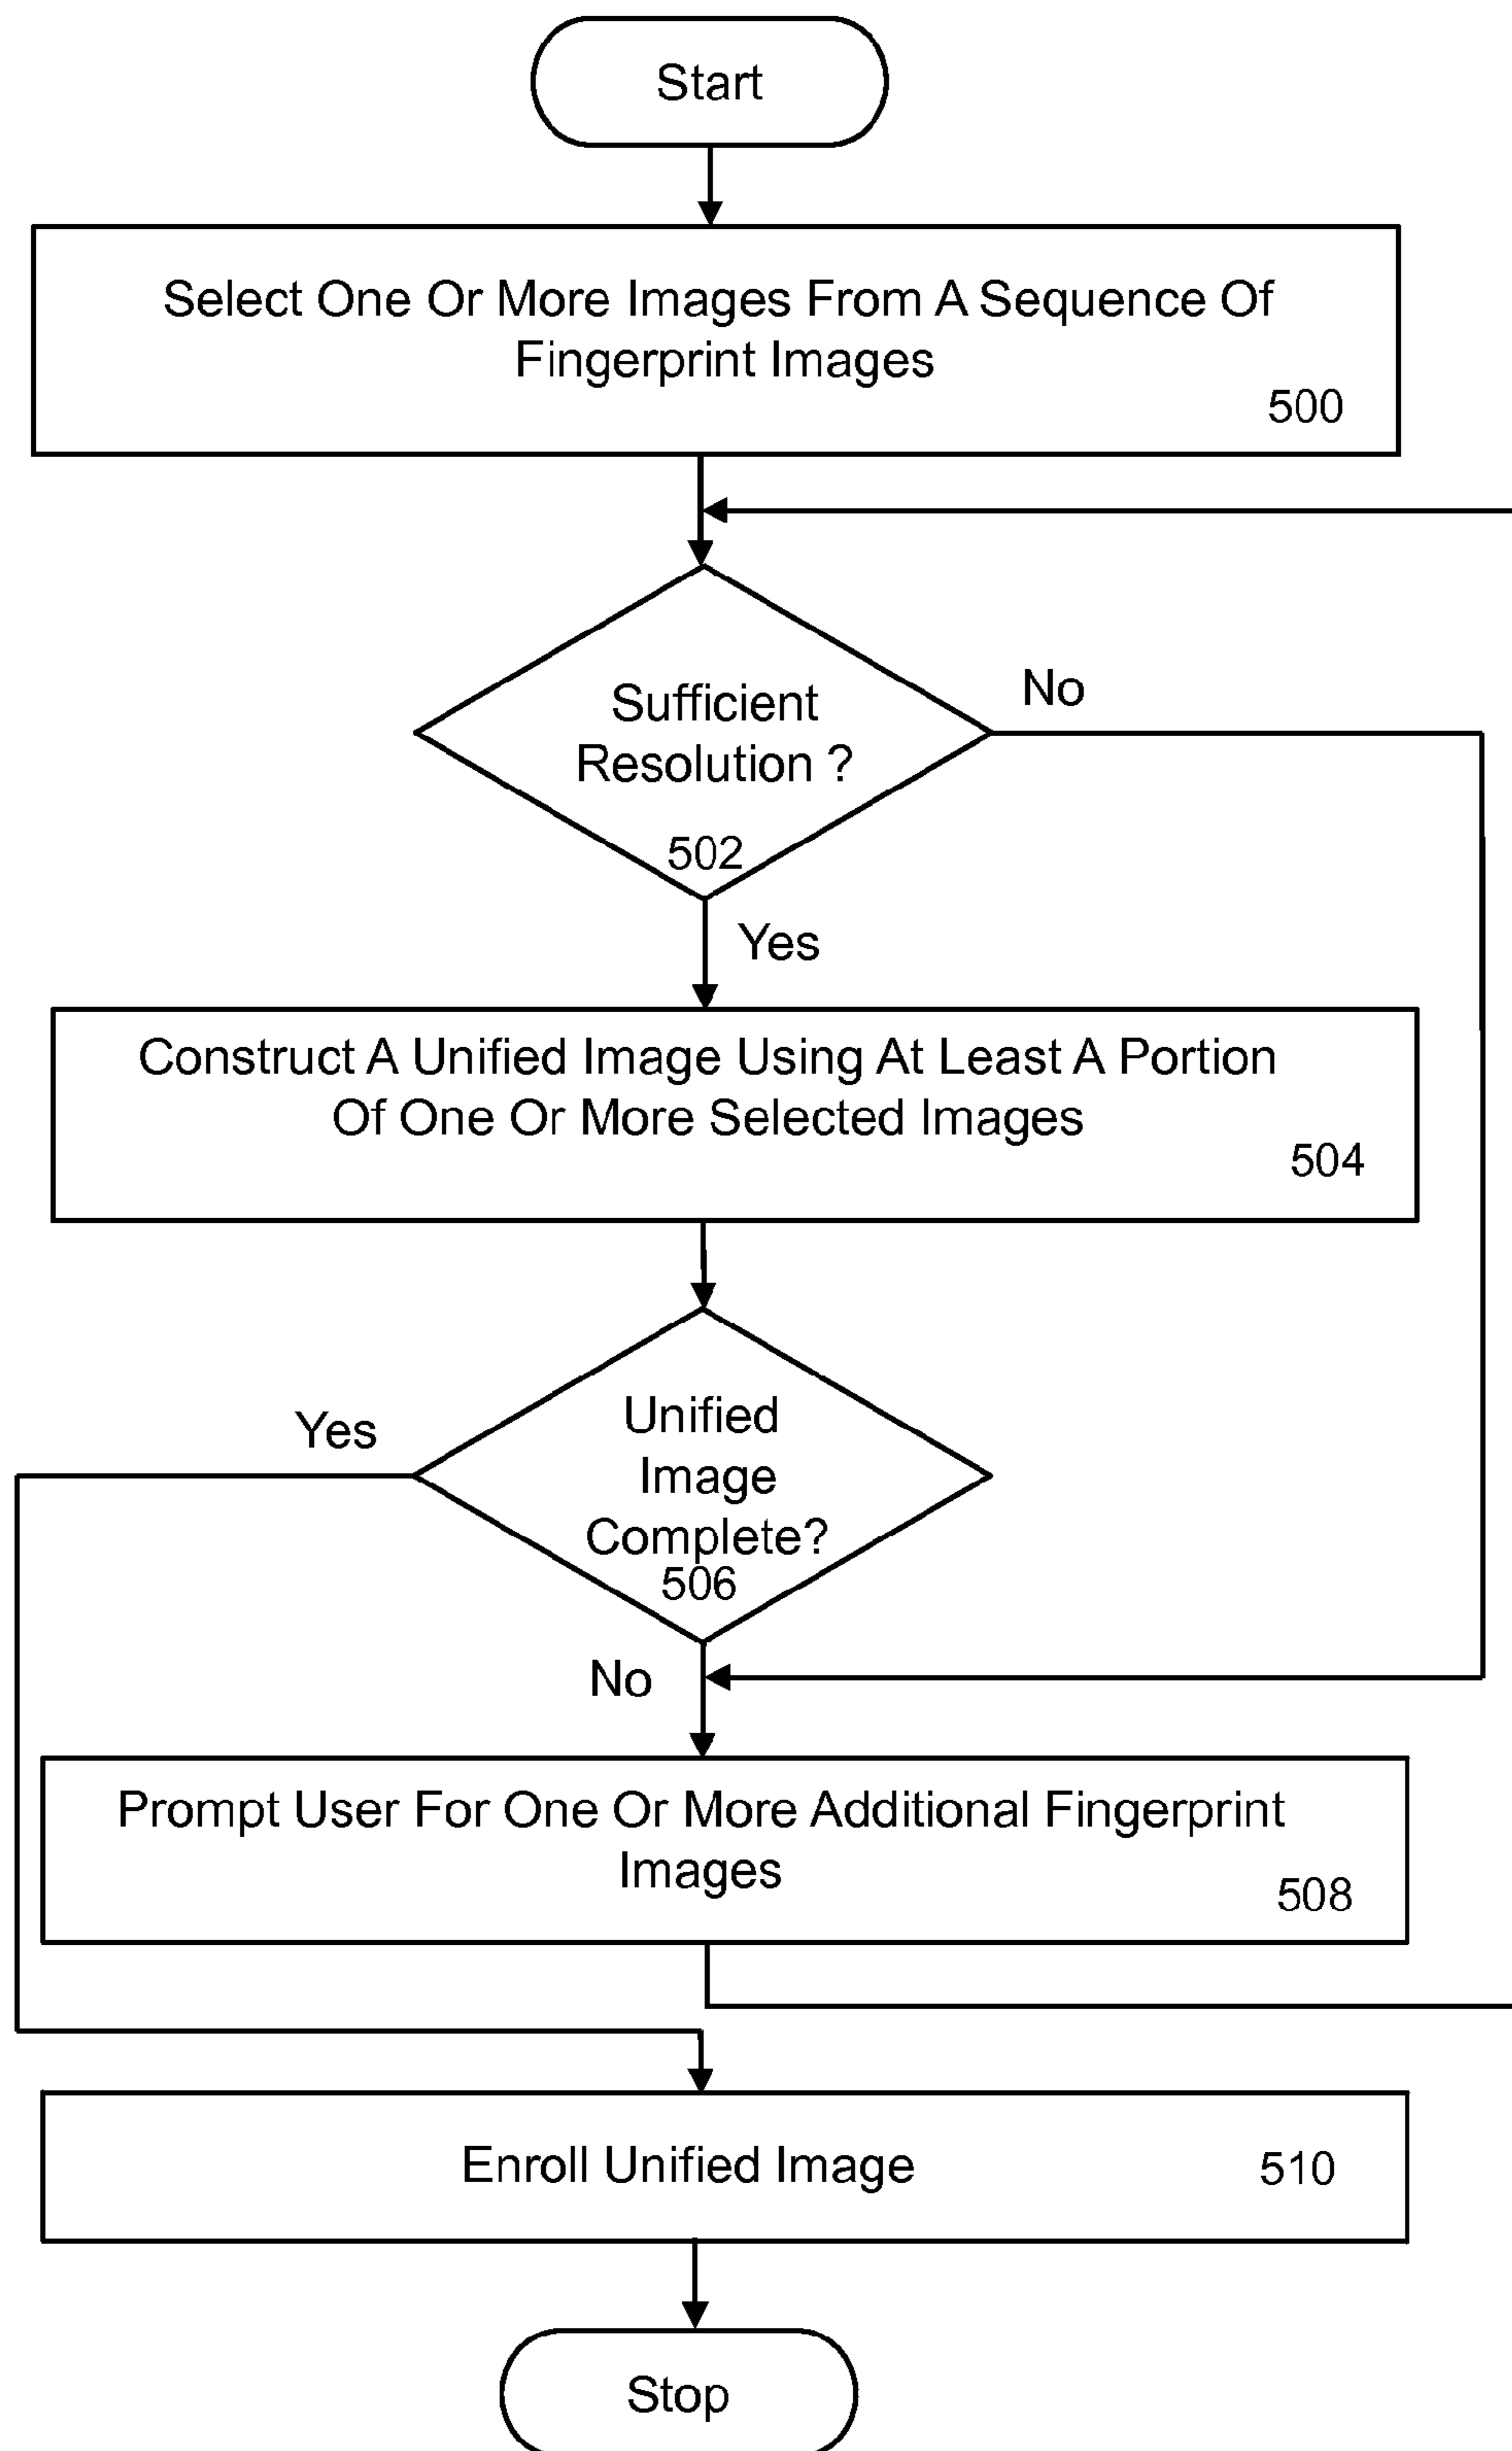 Start
Select One Or More Images From A Sequence Of
Fingerprint Images
500
Sufficient
Resolution ?
502
No
Yes
Construct A Unified Image Using At Least A Portion
Of One Or More Selected Images
504
Yes
Unified
Image
Complete?
506
No
Prompt User For One Or More Additional Fingerprint
Images
508
Enroll Unified Image
510
Stop